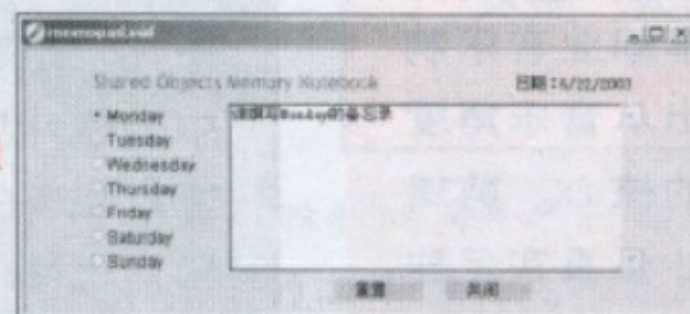 memopad.swf
Shared Objects Memory Notebook
日期:6/22/2003
Monday
请填写Monday的备忘录
Tuesday
Wednesday
Thursday
Friday
Saturday
Sunday
重置 关闭